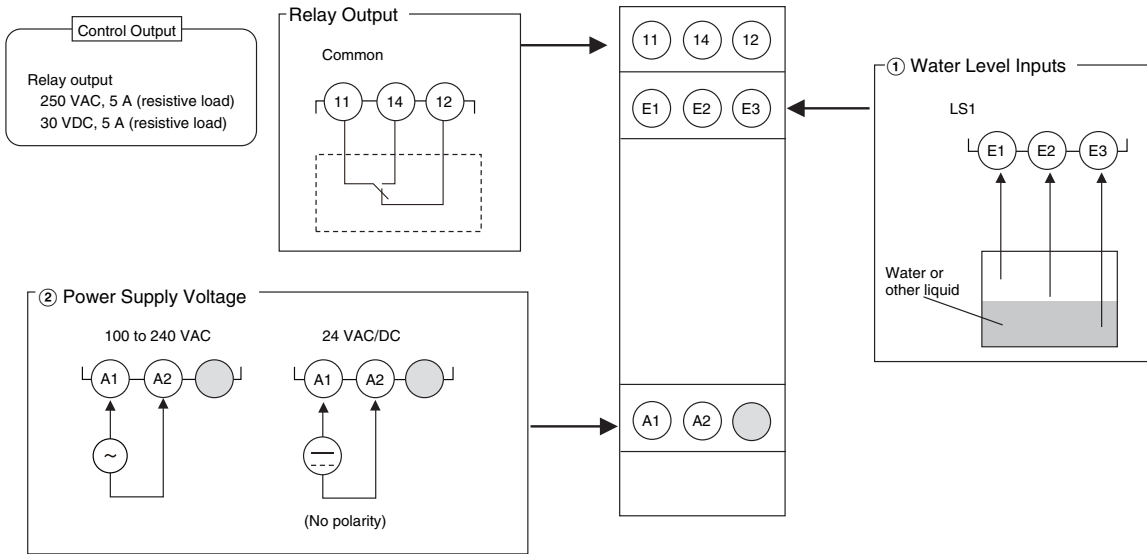 Control Output
Relay output
250 VAC, 5 A (resistive load)
30 VDC, 5 A (resistive load)
Relay Output
Common
11 14 12
11 14 12
E1 E2 E3
① Water Level Inputs
LS1
E1 E2 E3
Water or
other liquid
② Power Supply Voltage
100 to 240 VAC
24 VAC/DC
A1 A2
A1 A2
~
(No polarity)
A1 A2